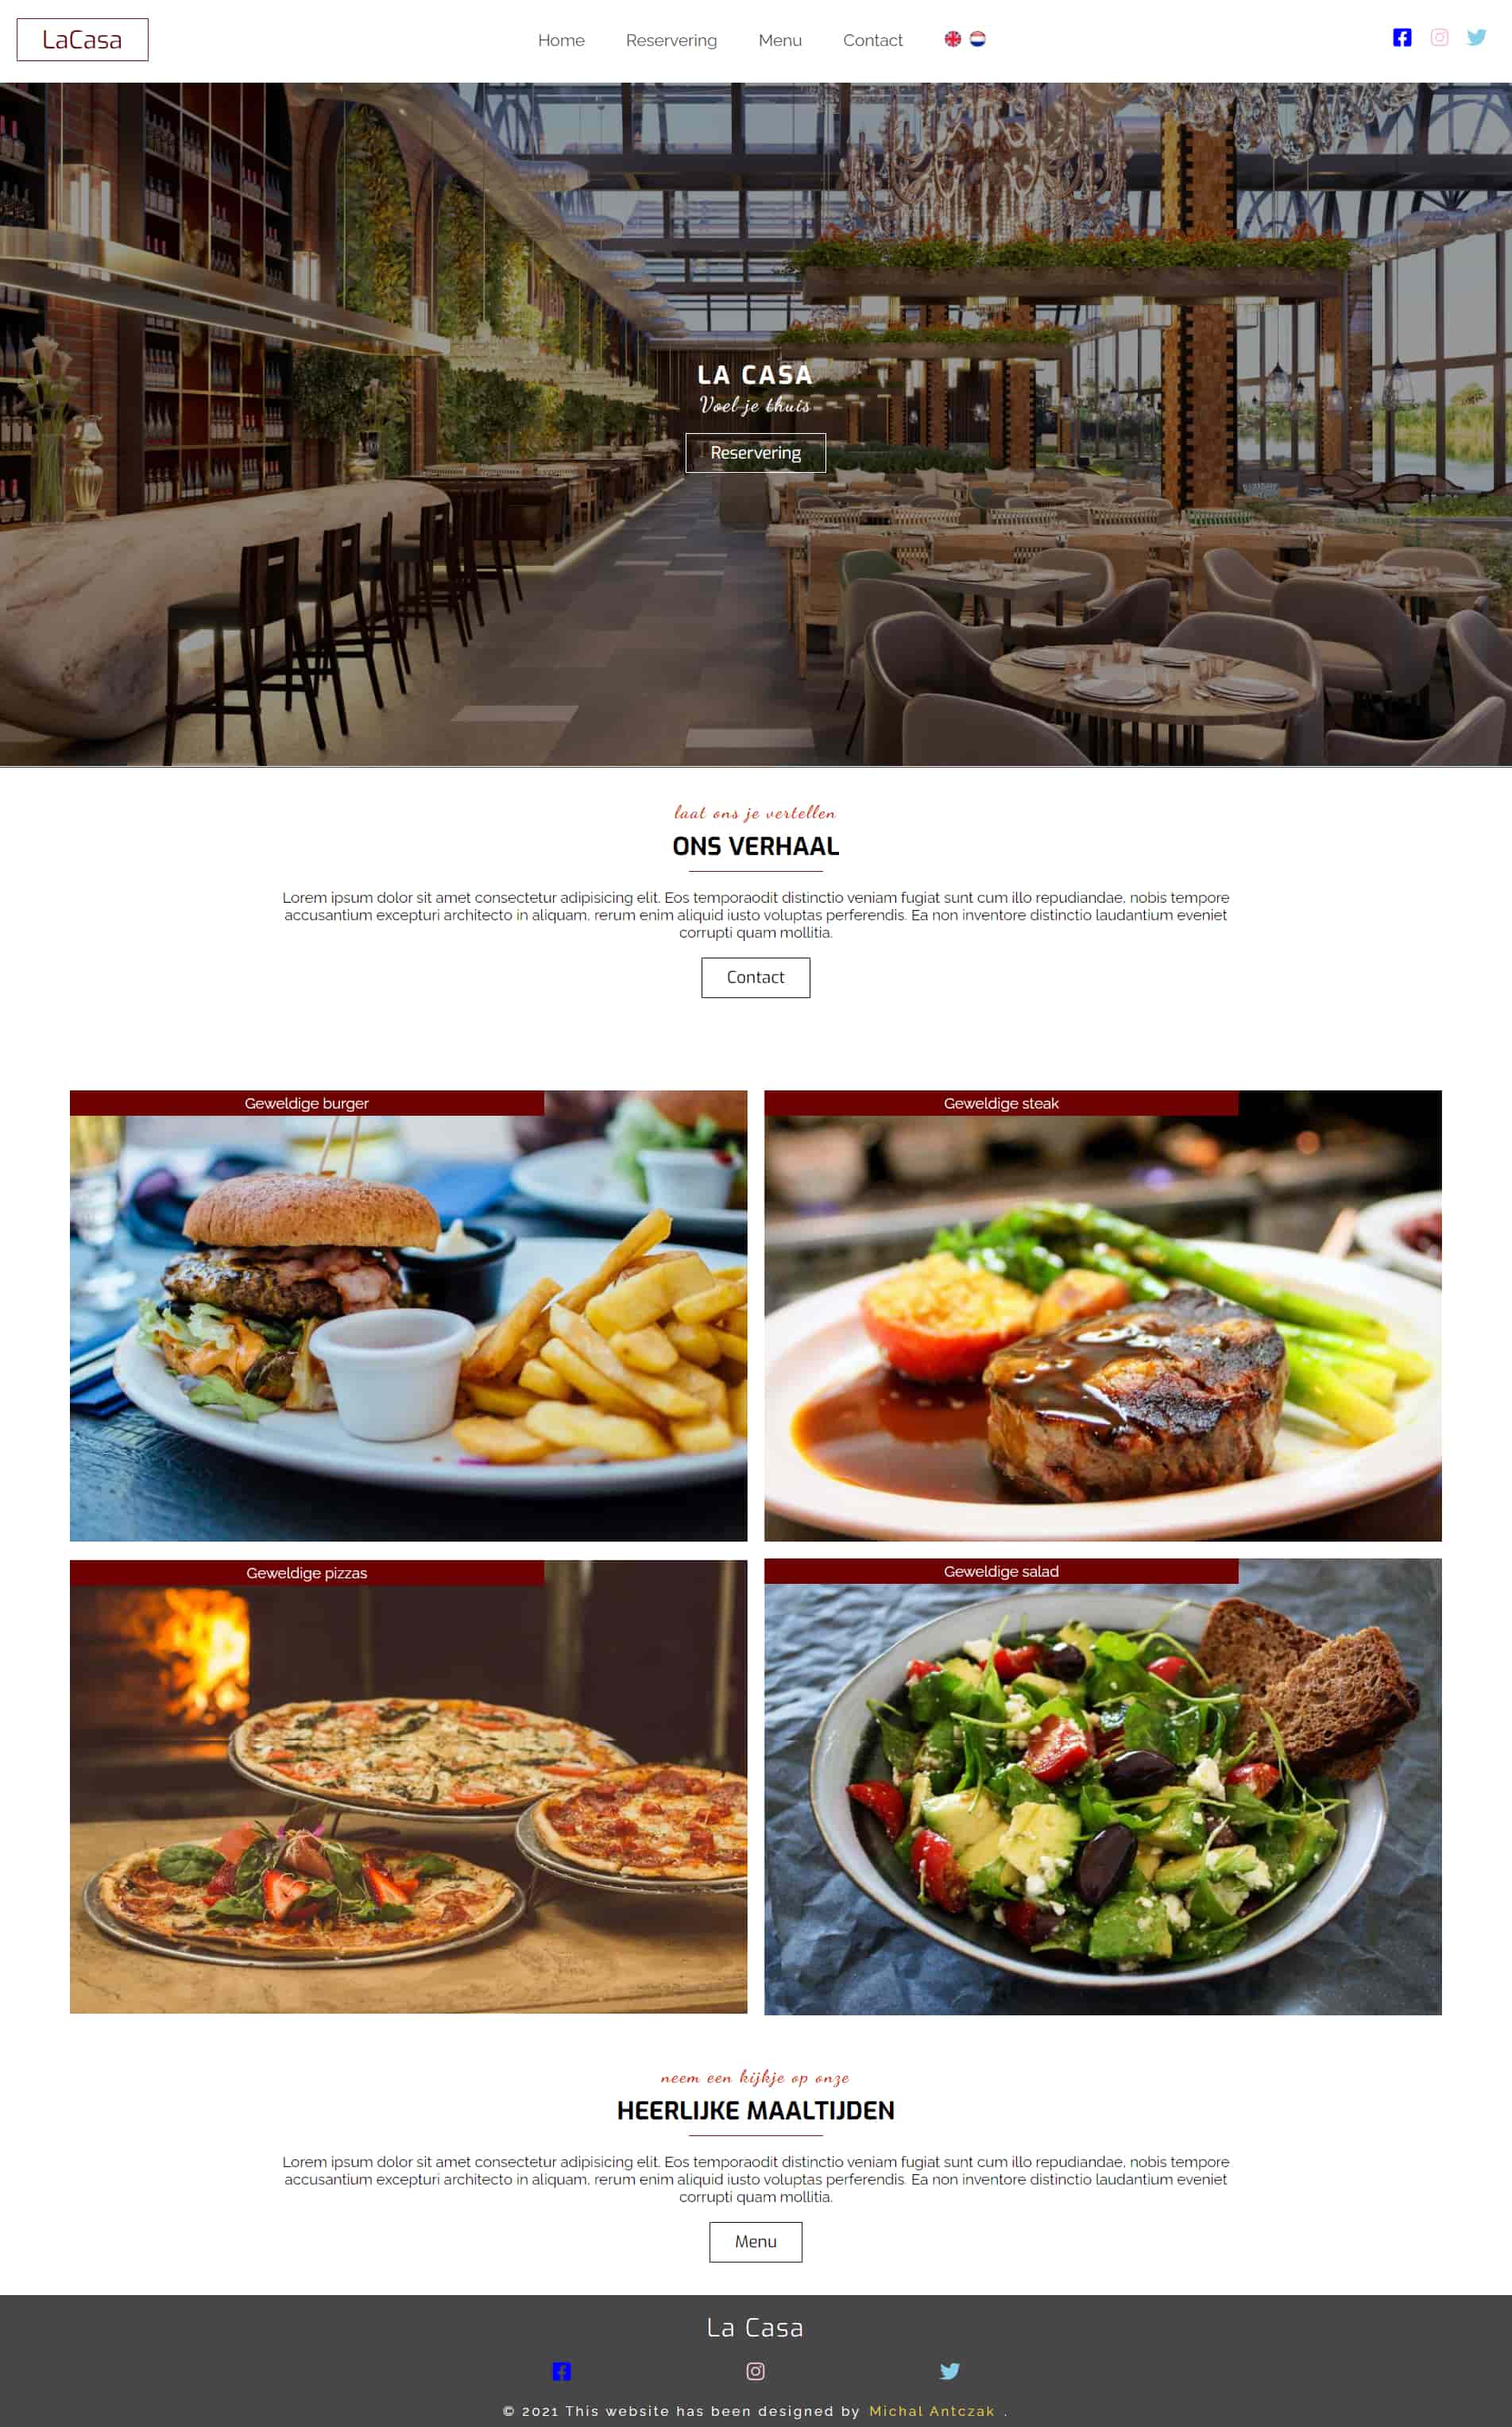 LaCasa
Home Reservering Menu Contact
LA CASA
Voel je thuis
Reservering
laat ons je vertellen
ONS VERHAAL
Lorem ipsum dolor sit amet consectetur adipisicing elit. Eos temporaodit distinctio veniam fugiat sunt cum illo repudiandae, nobis tempore
accusantium excepturi architecto in aliquam, rerum enim aliquid iusto voluptas perferendis. Ea non inventore distinctio laudantium eveniet
corrupti quam mollitia.
Contact
Geweldige burger
Geweldige steak
Geweldige pizzas
Geweldige salad
neem een kijkje op onze
HEERLIJKE MAALTIJDEN
Lorem ipsum dolor sit amet consectetur adipisicing elit. Eos temporaodit distinctio veniam fugiat sunt cum illo repudiandae, nobis tempore
accusantium excepturi architecto in aliquam, rerum enim aliquid iusto voluptas perferendis. Ea non inventore distinctio laudantium eveniet
corrupti quam mollitia.
Menu
La Casa
© 2021 This website has been designed by Michal Antczak .